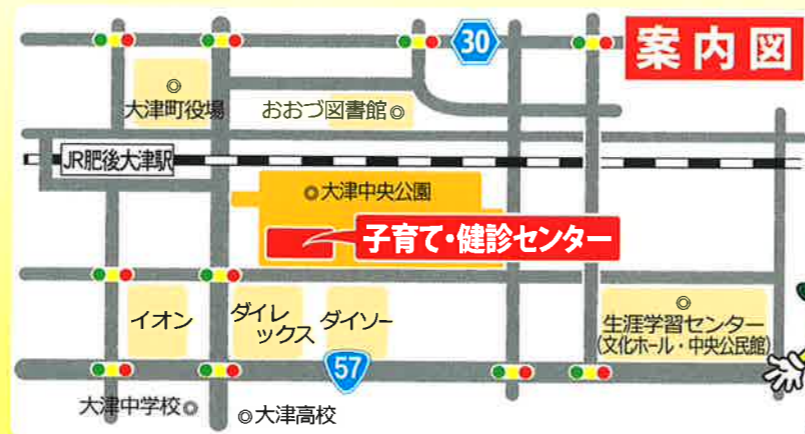 30
案内図
大津町役場
おおづ図書館
JR肥後大津駅
大津中央公園
子育て・健診センター
イオン
ダイレ
ックス
ダイソー
生涯学習センター
(文化ホール・中央公民館)
57
大津中学校
大津高校